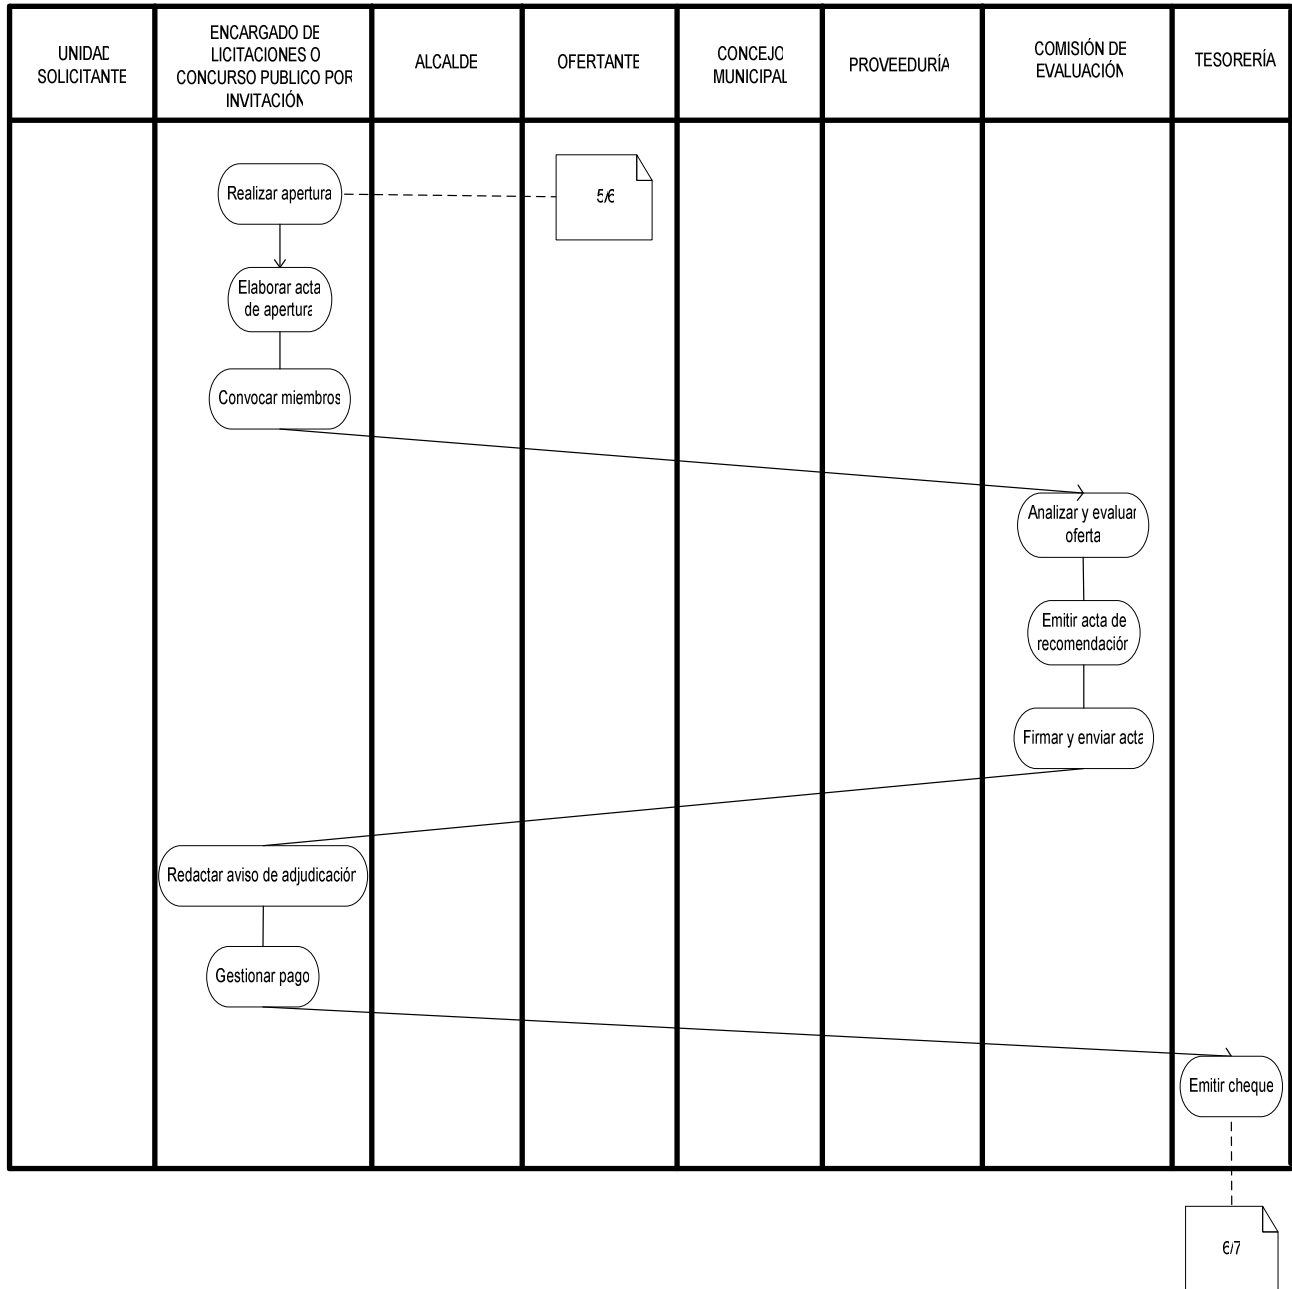 UNIDAD
SOLICITANTE
ENCARGADO DE
LICITACIONES O
CONCURSO PUBLICO POR
INVITACIÓN
ALCALDE
OFERTANTE
CONCEJO
MUNICIPAL
PROVEEDURÍA
COMISIÓN DE
EVALUACIÓN
TESORERÍA
Realizar apertura
5/6
Elaborar acta
de apertura
Convocar miembros
Analizar y evaluar
oferta
Emitir acta de
recomendación
Firmar y enviar acta
Redactar aviso de adjudicación
Gestionar pago
Emitir cheque
6/7